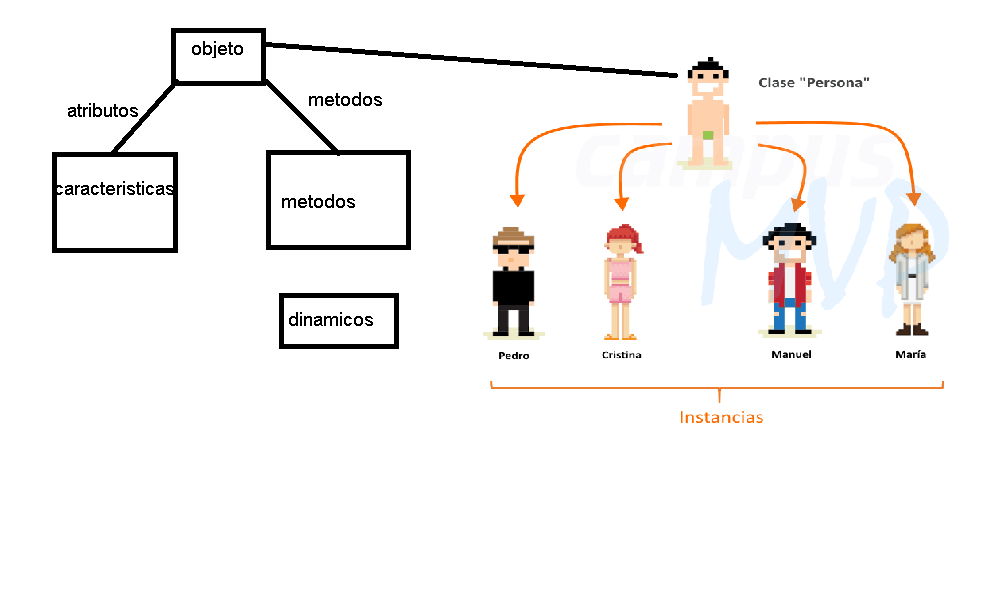 objeto
atributos
metodos
caracteristicas
metodos
dinamicos
Clase "Persona"
campus
MVP
Pedro
Cristina
Manuel
María
Instancias